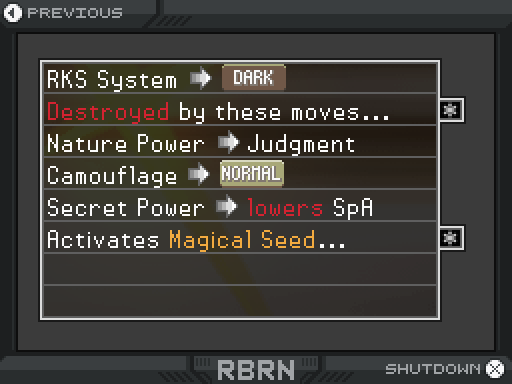 PREVIOUS
RKS System DARK
Destroyed by these moves...
Nature Power Judgment
Camouflage NORMAL
Secret Power lowers SpA
Activates Magical Seed...
RBRN
SHUTDOWN